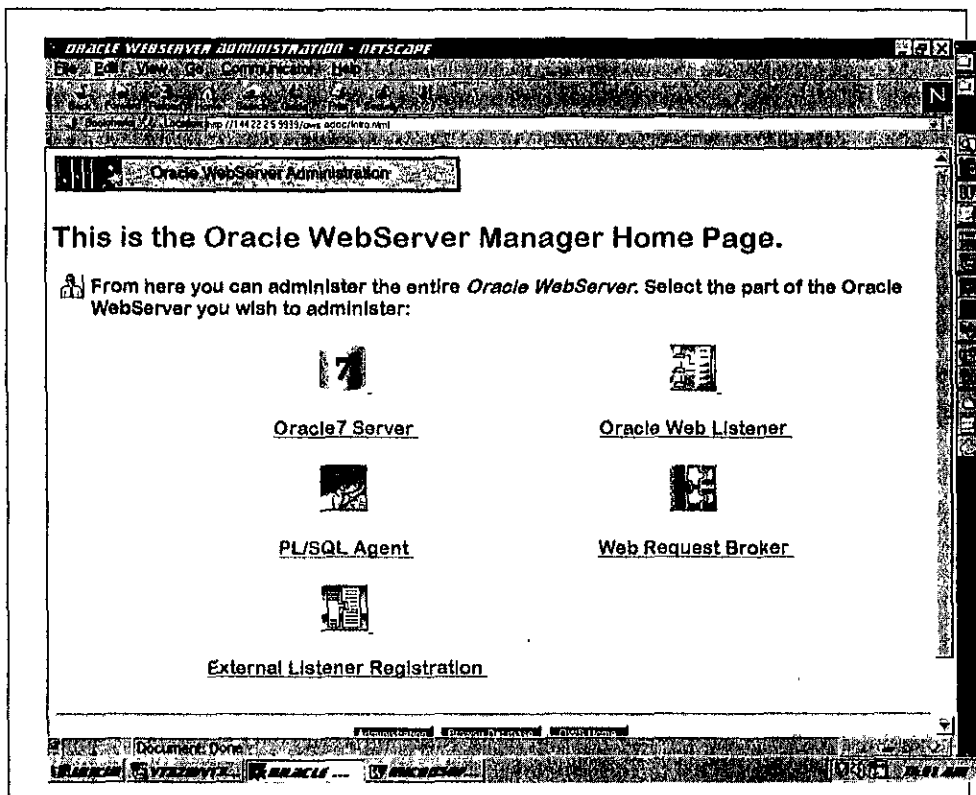 ORACLE WEBSERVER ADMINISTRATION - NETSCAPE
File Edit View Go Communicator Help
Oracle WebServer Administration
This is the Oracle WebServer Manager Home Page.
From here you can administer the entire Oracle WebServer. Select the part of the Oracle
WebServer you wish to administer:
7
Oracle7 Server Oracle Web Listener
PL/SQL Agent Web Request Broker
External Listener Registration
Document: Done